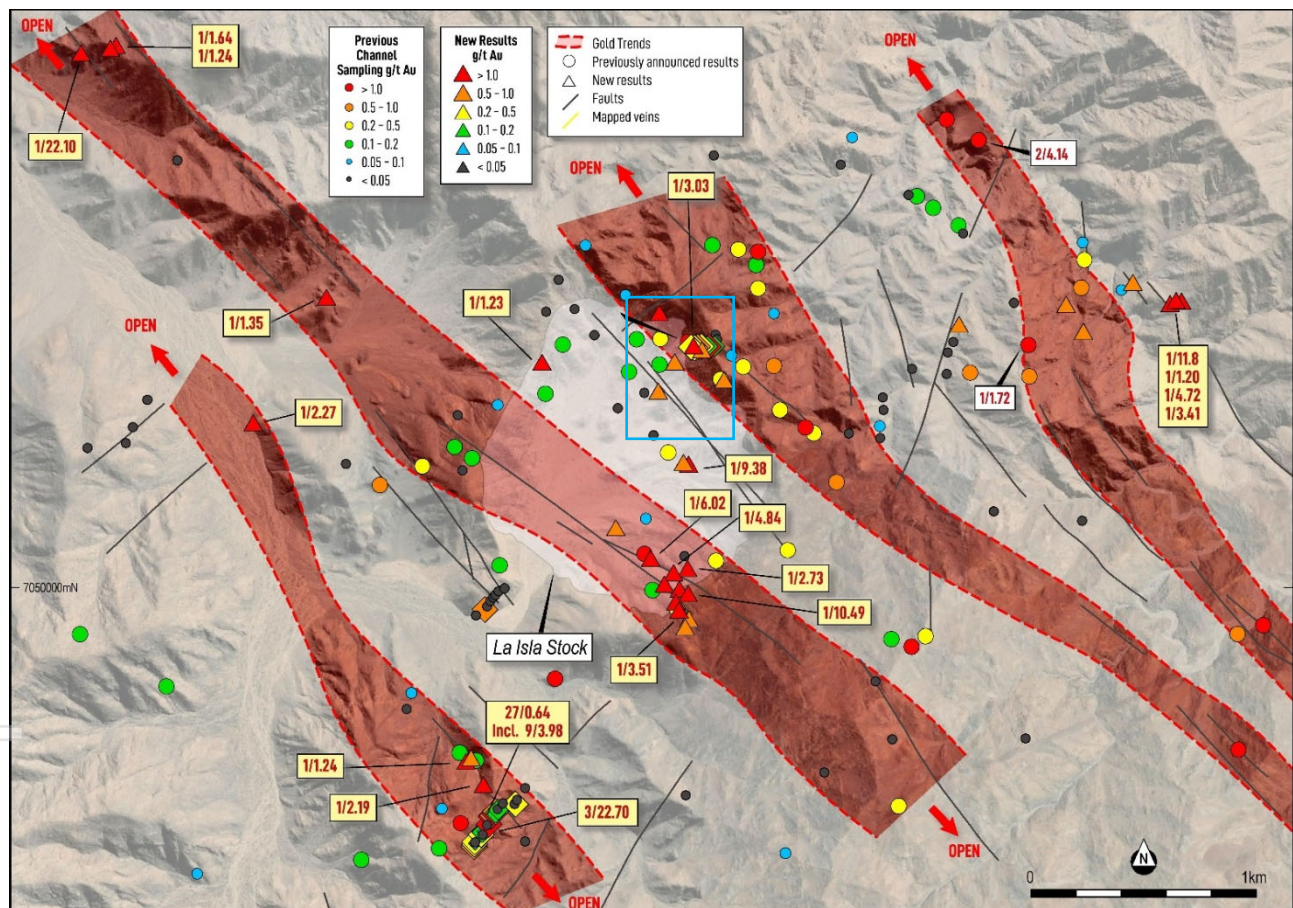 OPEN
1/1.64
1/1.24
1/22.10
Previous
Channel
Sampling g/t Au
> 1.0
0.5 - 1.0
0.2 - 0.5
0.1 - 0.2
0.05 - 0.1
< 0.05
New Results
g/t Au
> 1.0
0.5 - 1.0
0.2 - 0.5
0.1 - 0.2
0.05 - 0.1
< 0.05
Gold Trends
Previously announced results
New results
Faults
Mapped veins
OPEN
2/4.14
OPEN
1/3.03
1/1.23
1/1.35
OPEN
1/2.27
1/1.72
1/11.8
1/1.20
1/4.72
1/3.41
1/9.38
1/6.02
1/4.84
1/2.73
1/10.49
7050000mN
La Isla Stock
1/3.51
27/0.64
Incl. 9/3.98
1/1.24
1/2.19
3/22.70
OPEN
OPEN
N
0
1km